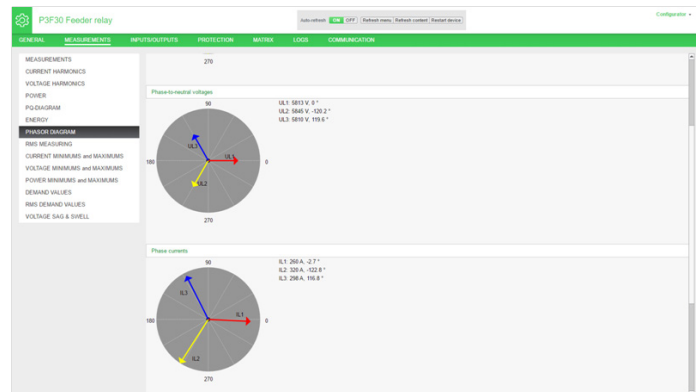 P3F30 Feeder relay
Auto-refresh: ON OFF Refresh menu Refresh content Restart device
Configurator
GENERAL MEASUREMENTS INPUTS/OUTPUTS PROTECTION MATRIX LOGS COMMUNICATION
MEASUREMENTS
CURRENT HARMONICS
VOLTAGE HARMONICS
POWER
PQ-DIAGRAM
ENERGY
PHASOR DIAGRAM
RMS MEASURING
CURRENT MINIMUMS and MAXIMUMS
VOLTAGE MINIMUMS and MAXIMUMS
POWER MINIMUMS and MAXIMUMS
DEMAND VALUES
RMS DEMAND VALUES
VOLTAGE SAG & SWELL
270
Phase-to-neutral voltages
90
UL1: 5813 V, 0 °
UL2: 5845 V, -120.2 °
UL3: 5810 V, 119.6 °
UL3
UL1
180
0
UL2
270
Phase currents
90
IL1: 260 A, -2.7 °
IL2: 320 A, -122.8 °
IL3: 298 A, 116.8 °
IL3
IL1
180
0
IL2
270